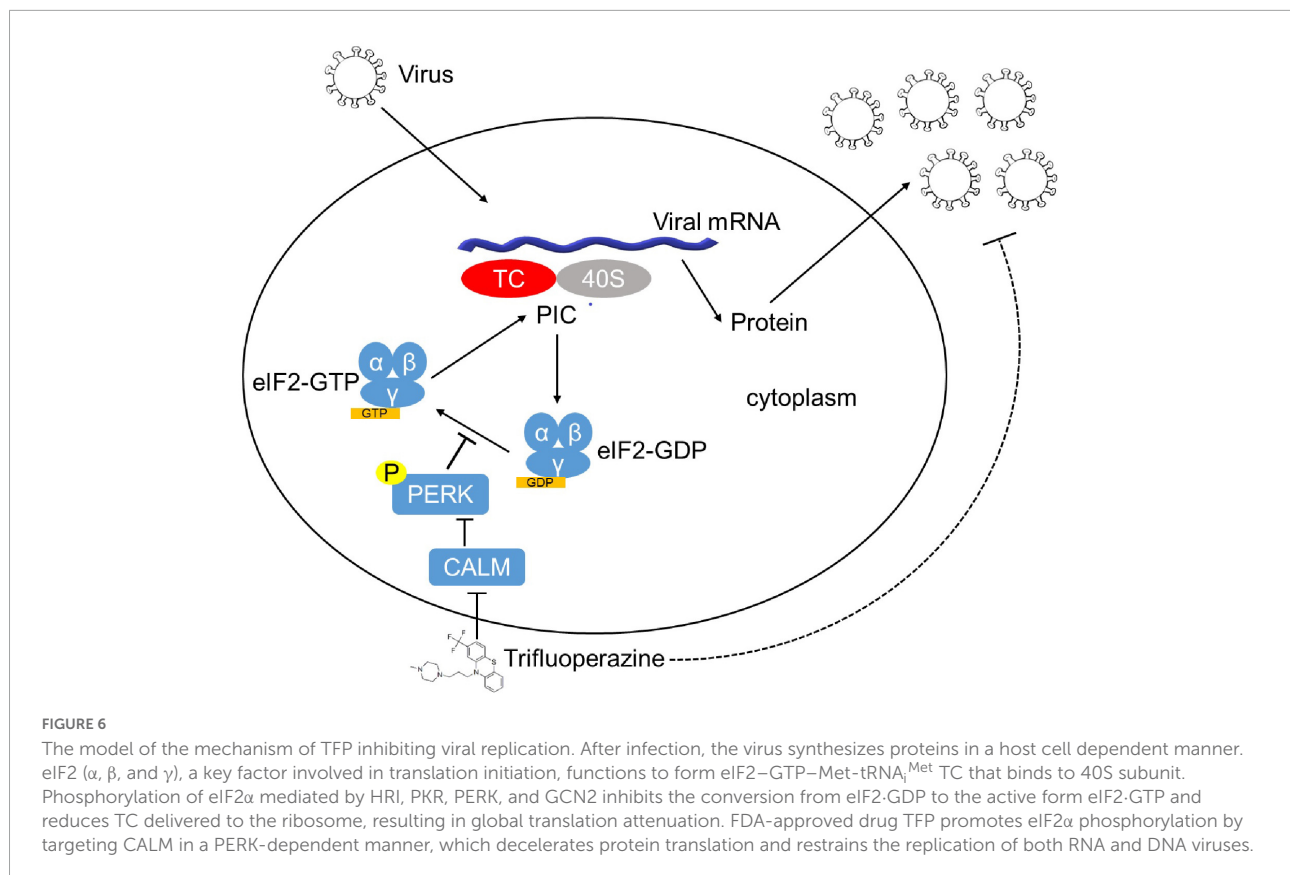 Virus
Viral mRNA
TC
40S
PIC
Protein
α β
γ
eIF2-GTP
GTP
cytoplasm
α β
γ
eIF2-GDP
GDP
P
PERK
CALM
F
F
F
S
N
N
N
Trifluoperazine
FIGURE 6
The model of the mechanism of TFP inhibiting viral replication. After infection, the virus synthesizes proteins in a host cell dependent manner.
eIF2 (α, β, and γ), a key factor involved in translation initiation, functions to form eIF2–GTP–Met-tRNAᵢᴹᵉᵗ TC that binds to 40S subunit.
Phosphorylation of eIF2α mediated by HRI, PKR, PERK, and GCN2 inhibits the conversion from eIF2·GDP to the active form eIF2·GTP and
reduces TC delivered to the ribosome, resulting in global translation attenuation. FDA-approved drug TFP promotes eIF2α phosphorylation by
targeting CALM in a PERK-dependent manner, which decelerates protein translation and restrains the replication of both RNA and DNA viruses.